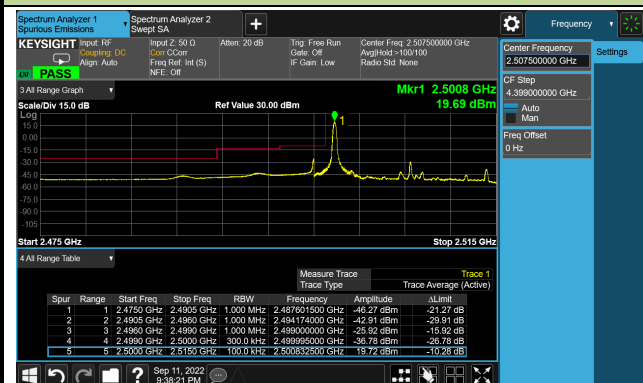 Spectrum Analyzer 1
Spurious Emissions
Spectrum Analyzer 2
Swept SA
Frequency
KEYSIGHT
Input: RF
Coupling: DC
Align: Auto
Input Z: 50 Ω
Corr CCorr
Freq Ref: Int (S)
NFE: Off
Atten: 20 dB
Trig: Free Run
Gate: Off
IF Gain: Low
Center Freq: 2.507500000 GHz
Avg|Hold:>100/100
Radio Std: None
PASS
Center Frequency
2.507500000 GHz
Settings
CF Step
4.399000000 GHz
Auto
Man
Freq Offset
0 Hz
3 All Range Graph
Mkr1 2.5008 GHz
Scale/Div 15.0 dB
Ref Value 30.00 dBm
19.69 dBm
Log
1
15.0
0.00
-15.0
-30.0
-45.0
-60.0
-75.0
-90.0
-105
Start 2.475 GHz
Stop 2.515 GHz
4 All Range Table
Measure Trace Trace 1
Trace Type Trace Average (Active)
Spur Range Start Freq Stop Freq RBW Frequency Amplitude ΔLimit
1 1 2.4750 GHz 2.4905 GHz 1.000 MHz 2.487601500 GHz -46.27 dBm -21.27 dB
2 2 2.4905 GHz 2.4960 GHz 1.000 MHz 2.494174000 GHz -42.91 dBm -29.91 dB
3 3 2.4960 GHz 2.4990 GHz 1.000 MHz 2.499000000 GHz -25.92 dBm -15.92 dB
4 4 2.4990 GHz 2.5000 GHz 300.0 kHz 2.499995000 GHz -36.78 dBm -26.78 dB
5 5 2.5000 GHz 2.5150 GHz 100.0 kHz 2.500832500 GHz 19.72 dBm -10.28 dB
Sep 11, 2022
9:38:21 PM